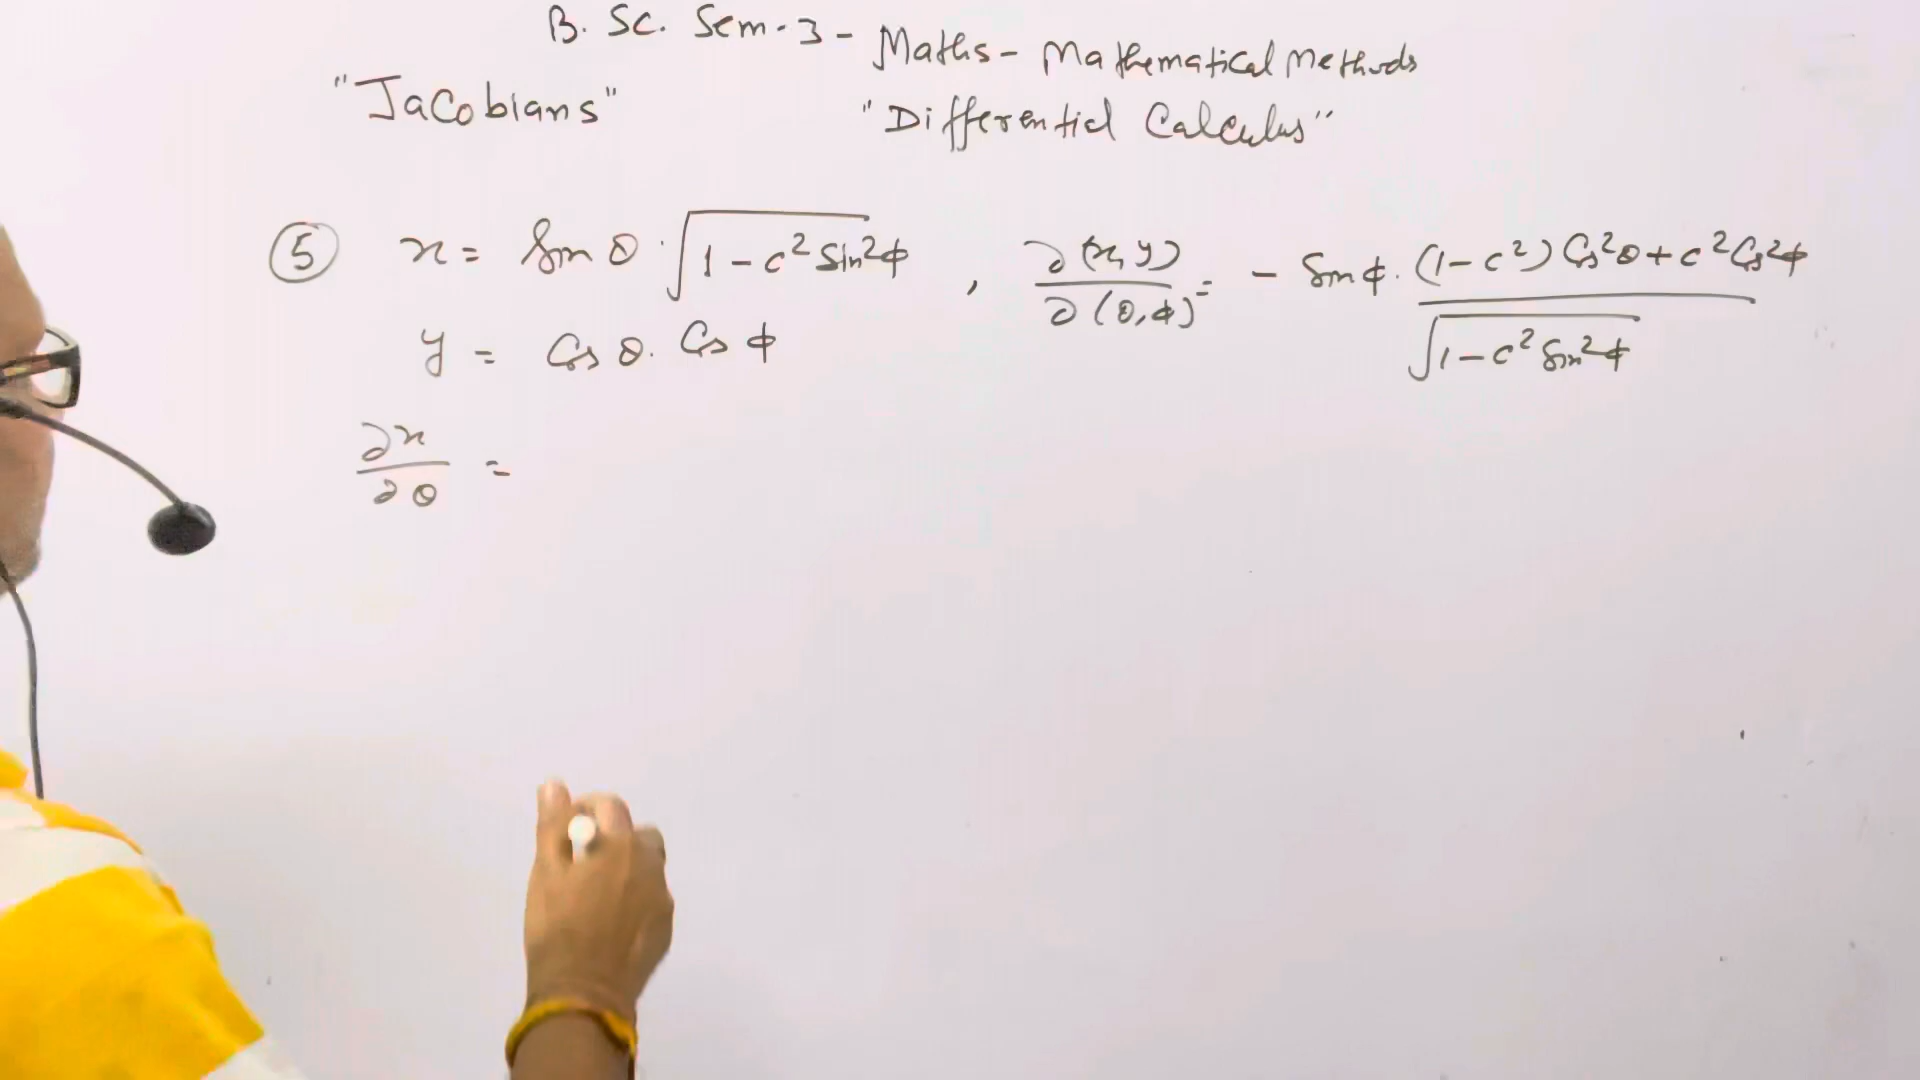 B. Sc. Sem. 3 - Maths - Mathematical Methods
"Jacobians" "Differential Calculus"
⑤ x = Sin θ . √(1 - c² Sin²ϕ) , ∂(x, y)/∂(θ, ϕ) = - Sin ϕ . ((1 - c²) Cos²θ + c² Cos²ϕ)/√(1 - c² Sin²ϕ)
y = Cos θ . Cos ϕ
∂x/∂θ =